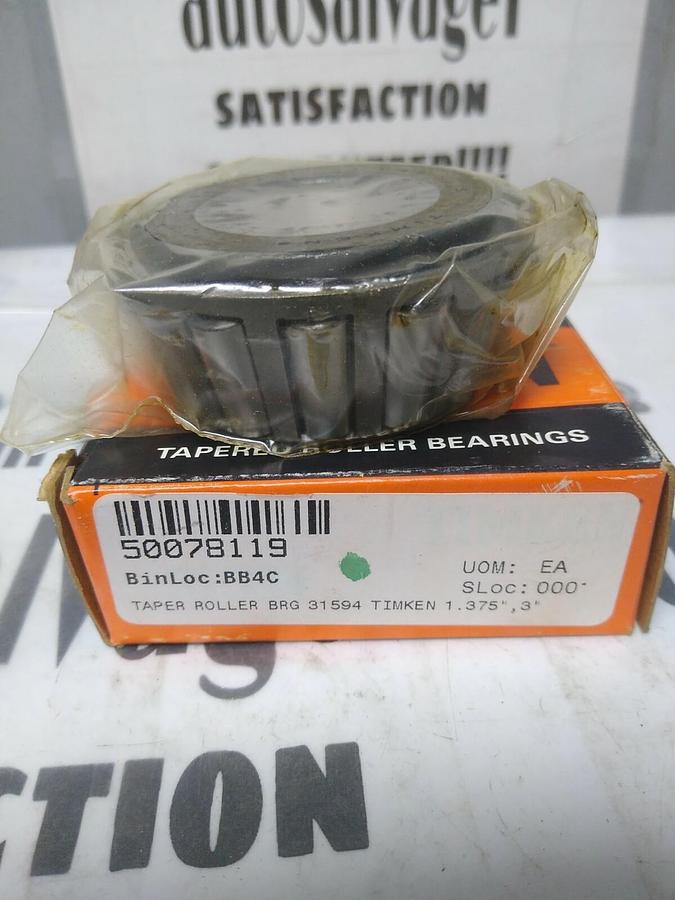 autosalvager
SATISFACTION
TAPERED ROLLER BEARINGS
50078119
BinLoc:BB4C
UOM: EA
SLoc: 000
TAPER ROLLER BRG 31594 TIMKEN 1.375",3"
CTION